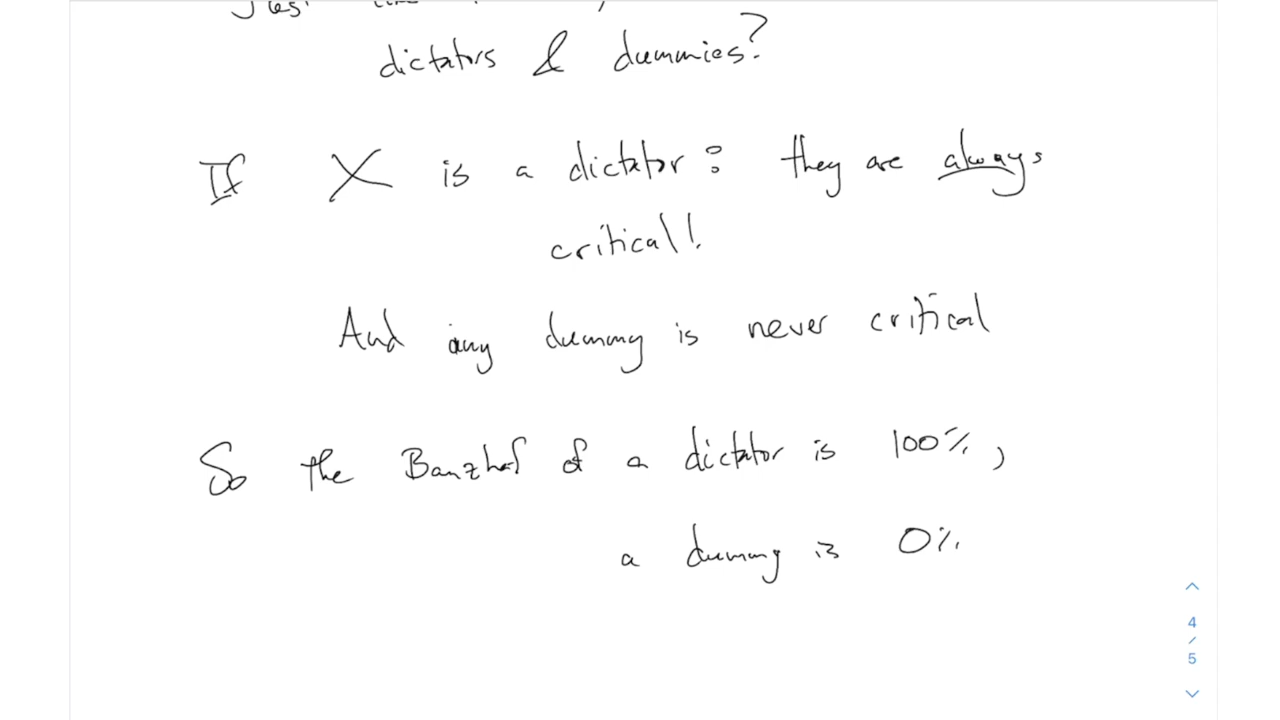 dictators & dummies?
If X is a dictator: they are always
critical!
And any dummy is never critical
So the Banzhaf of a dictator is 100%,
a dummy is 0%
4
/
5